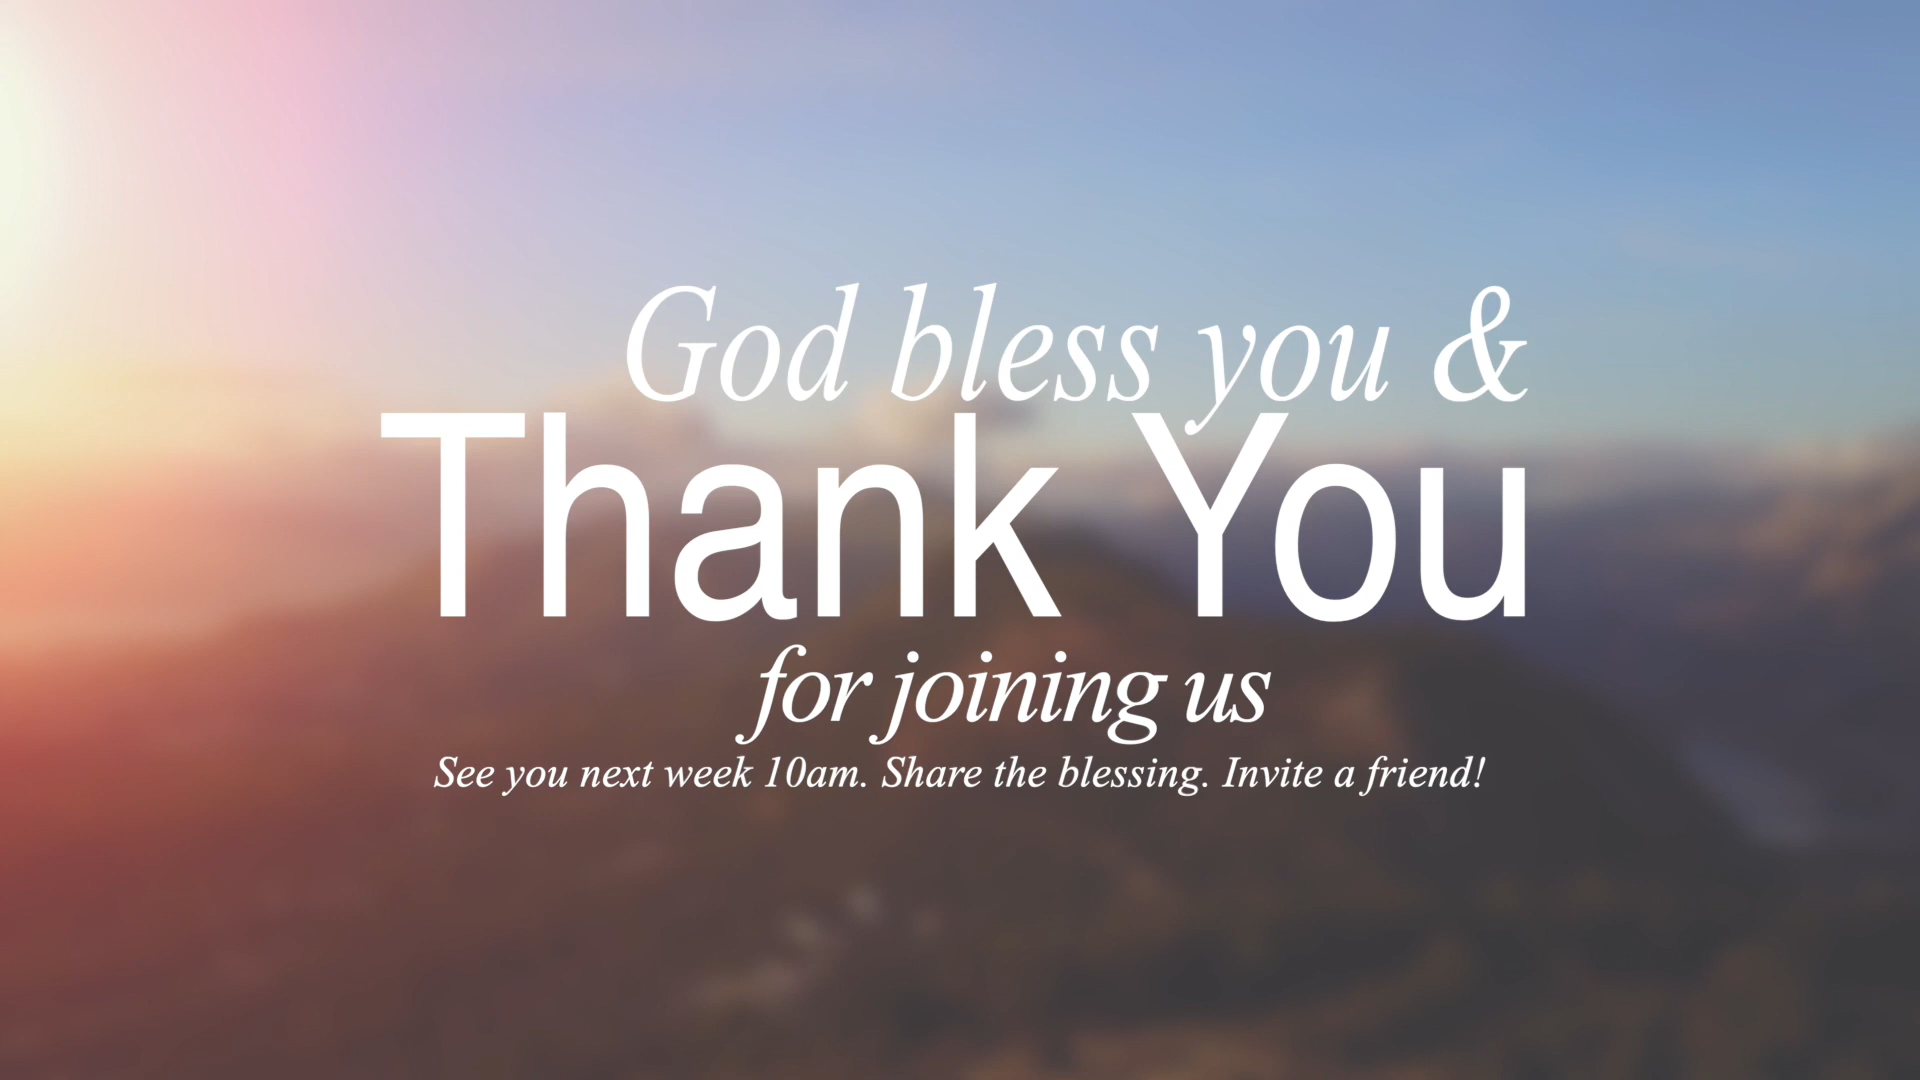 God bless you &
Thank You
for joining us
See you next week 10am. Share the blessing. Invite a friend!